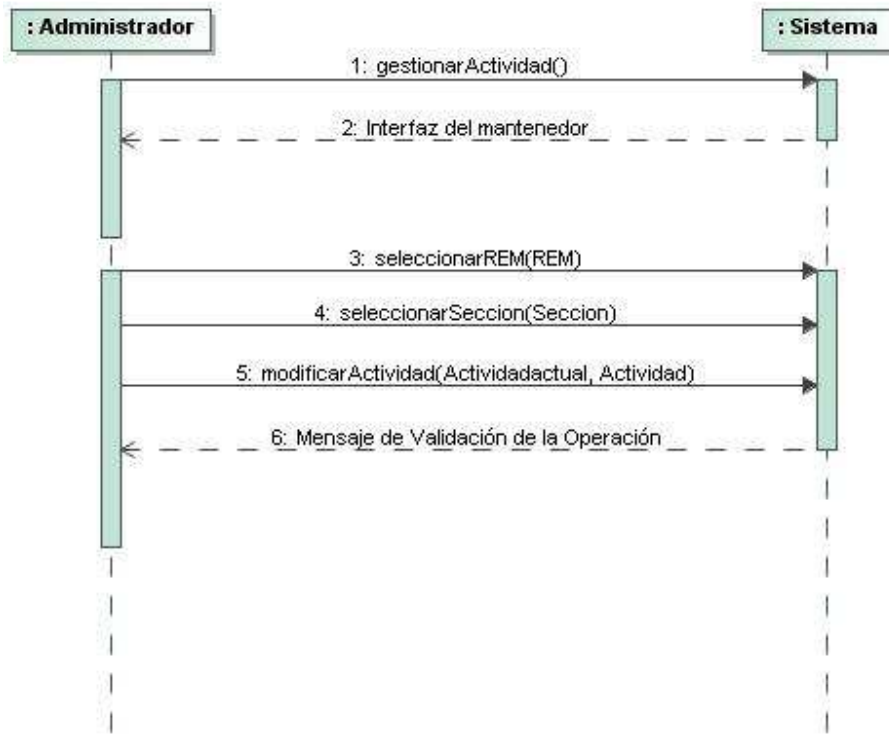 : Administrador
: Sistema
1: gestionarActividad()
2: Interfaz del mantenedor
3: seleccionarREM(REM)
4: seleccionarSeccion(Seccion)
5: modificarActividad(Actividadactual, Actividad)
6: Mensaje de Validación de la Operación